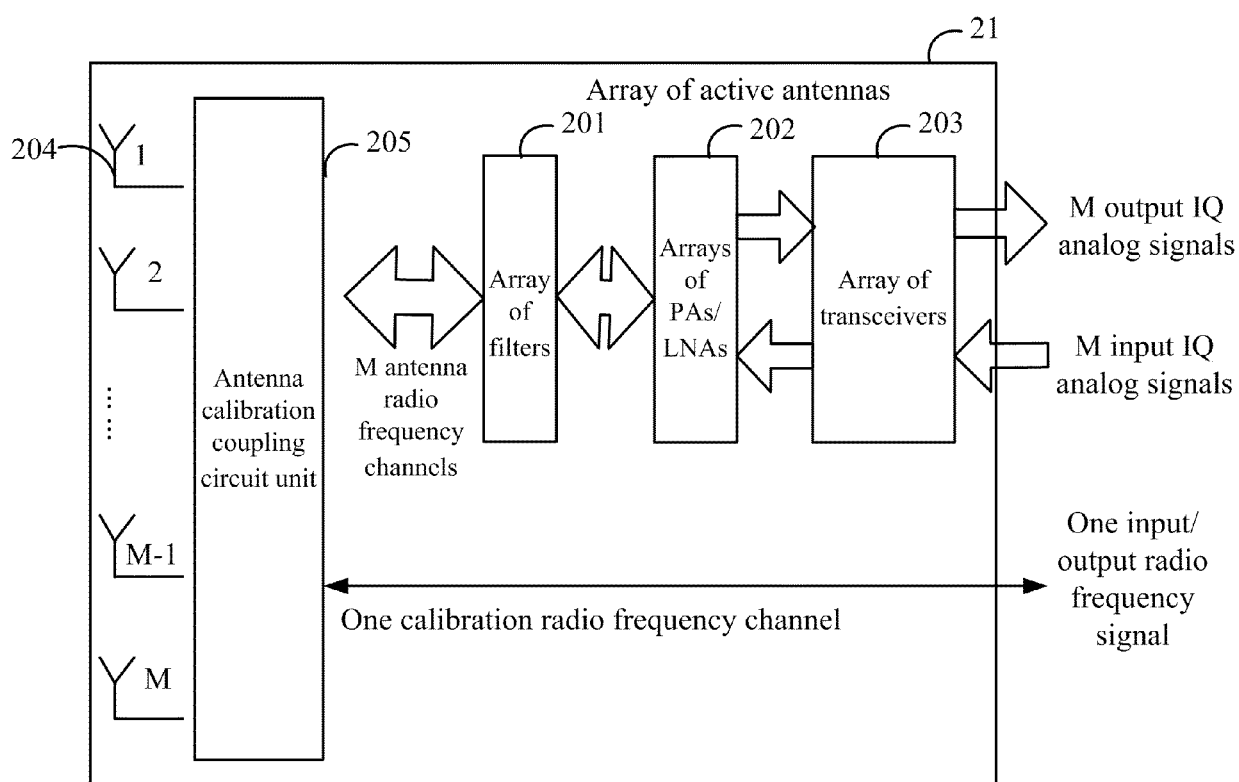 21
Array of active antennas
201
202
203
204
1
205
2
M-1
M
Antenna
calibration
coupling
circuit unit
M antenna
radio
frequency
channels
Array
of
filters
Arrays
of
PAs/
LNAs
Array of
transceivers
M output IQ
analog signals
M input IQ
analog signals
One calibration radio frequency channel
One input/
output radio
frequency
signal